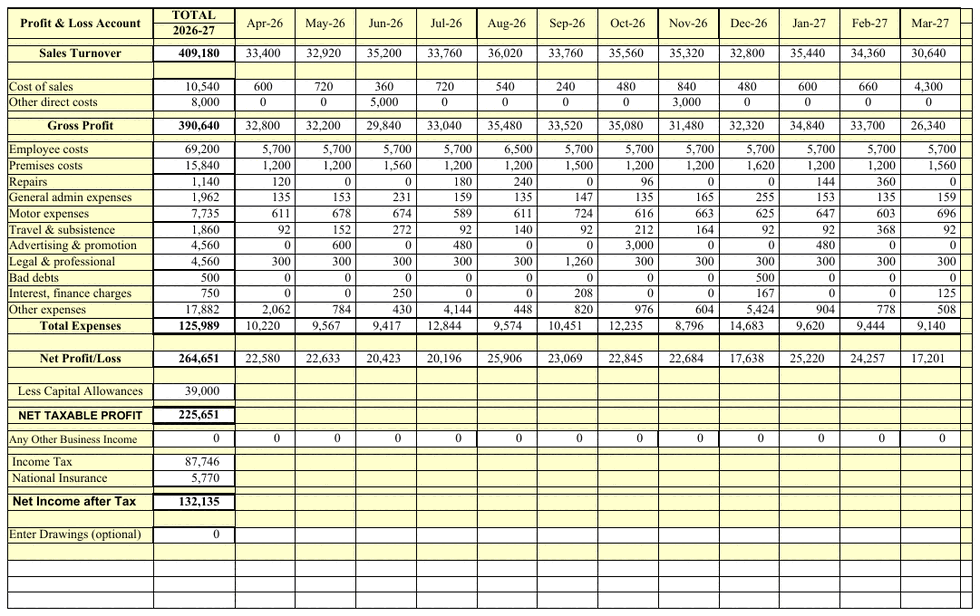 Profit & Loss Account TOTAL 2026-27 Apr-26 May-26 Jun-26 Jul-26 Aug-26 Sep-26 Oct-26 Nov-26 Dec-26 Jan-27 Feb-27 Mar-27
Sales Turnover 409,180 33,400 32,920 35,200 33,760 36,020 33,760 35,560 35,320 32,800 35,440 34,360 30,640
Cost of sales 10,540 600 720 360 720 540 240 480 840 480 600 660 4,300
Other direct costs 8,000 0 0 5,000 0 0 0 0 3,000 0 0 0 0
Gross Profit 390,640 32,800 32,200 29,840 33,040 35,480 33,520 35,080 31,480 32,320 34,840 33,700 26,340
Employee costs 69,200 5,700 5,700 5,700 5,700 6,500 5,700 5,700 5,700 5,700 5,700 5,700 5,700
Premises costs 15,840 1,200 1,200 1,560 1,200 1,200 1,500 1,200 1,200 1,620 1,200 1,200 1,560
Repairs 1,140 120 0 0 180 240 0 96 0 0 144 360 0
General admin expenses 1,962 135 153 231 159 135 147 135 165 255 153 135 159
Motor expenses 7,735 611 678 674 589 611 724 616 663 625 647 603 696
Travel & subsistence 1,860 92 152 272 92 140 92 212 164 92 92 368 92
Advertising & promotion 4,560 0 600 0 480 0 0 3,000 0 0 480 0 0
Legal & professional 4,560 300 300 300 300 300 1,260 300 300 300 300 300 300
Bad debts 500 0 0 0 0 0 0 0 0 500 0 0 0
Interest, finance charges 750 0 0 250 0 0 208 0 0 167 0 0 125
Other expenses 17,882 2,062 784 430 4,144 448 820 976 604 5,424 904 778 508
Total Expenses 125,989 10,220 9,567 9,417 12,844 9,574 10,451 12,235 8,796 14,683 9,620 9,444 9,140
Net Profit/Loss 264,651 22,580 22,633 20,423 20,196 25,906 23,069 22,845 22,684 17,638 25,220 24,257 17,201
Less Capital Allowances 39,000
NET TAXABLE PROFIT 225,651
Any Other Business Income 0 0 0 0 0 0 0 0 0 0 0 0 0
Income Tax 87,746
National Insurance 5,770
Net Income after Tax 132,135
Enter Drawings (optional) 0